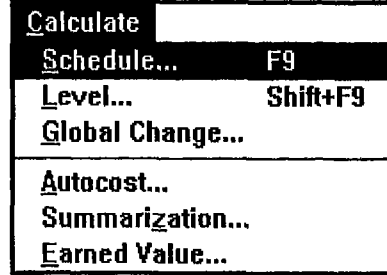 Calculate
Schedule... F9
Level... Shift+F9
Global Change...
Autocost...
Summarization...
Earned Value...